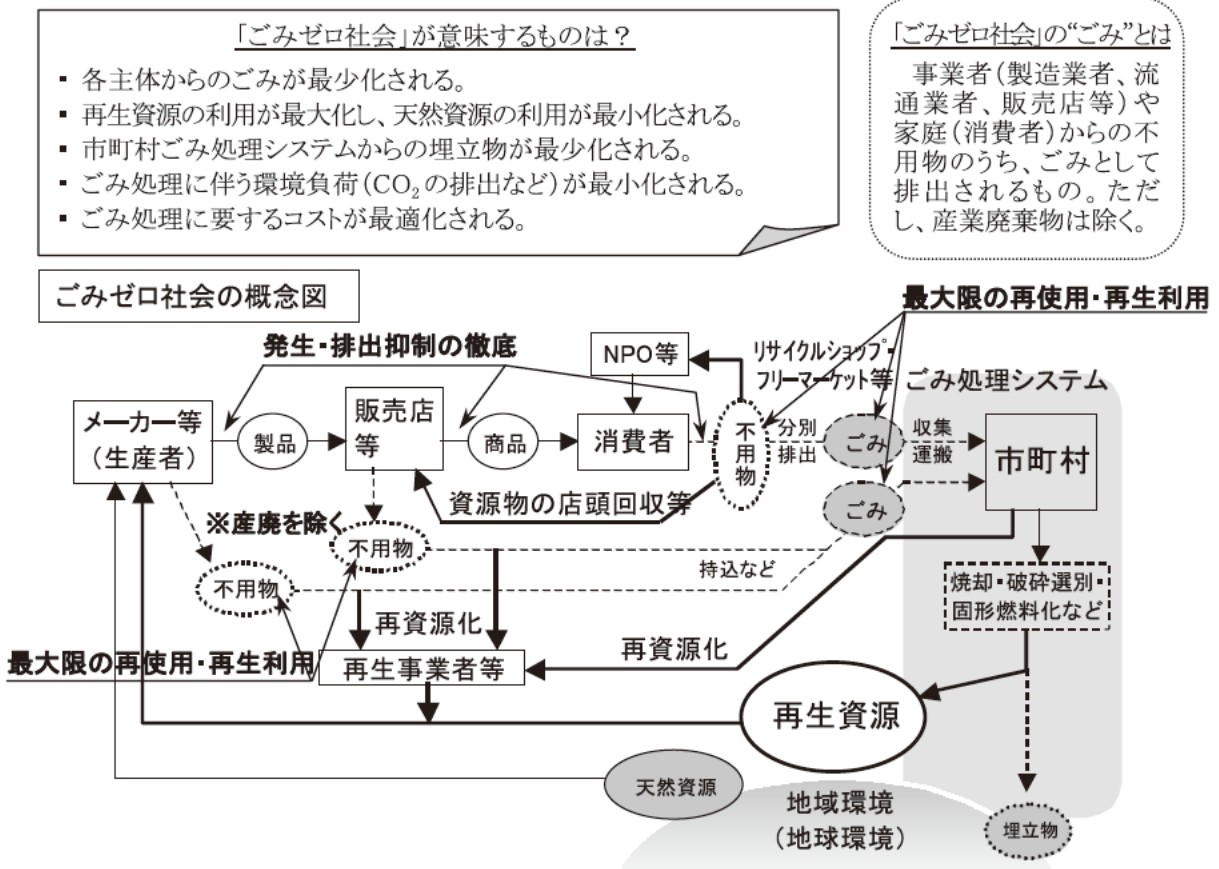 「ごみゼロ社会」が意味するものは？
▪ 各主体からのごみが最少化される。
▪ 再生資源の利用が最大化し、天然資源の利用が最小化される。
▪ 市町村ごみ処理システムからの埋立物が最少化される。
▪ ごみ処理に伴う環境負荷（CO₂の排出など）が最小化される。
▪ ごみ処理に要するコストが最適化される。
「ごみゼロ社会」の“ごみ”とは
事業者（製造業者、流
通業者、販売店等）や
家庭（消費者）からの不
用物のうち、ごみとして
排出されるもの。ただ
し、産業廃棄物は除く。
ごみゼロ社会の概念図
最大限の再使用・再生利用
発生・排出抑制の徹底
NPO等
リサイクルショップ・
フリーマーケット等
ごみ処理システム
メーカー等
（生産者）
製品
販売店
等
商品
消費者
不用物
分別
排出
ごみ
収集
運搬
市町村
資源物の店頭回収等
ごみ
※産廃を除く
不用物
持込など
不用物
焼却・破砕選別・
固形燃料化など
再資源化
再資源化
最大限の再使用・再生利用
再生事業者等
再生資源
天然資源
地域環境
（地球環境）
埋立物